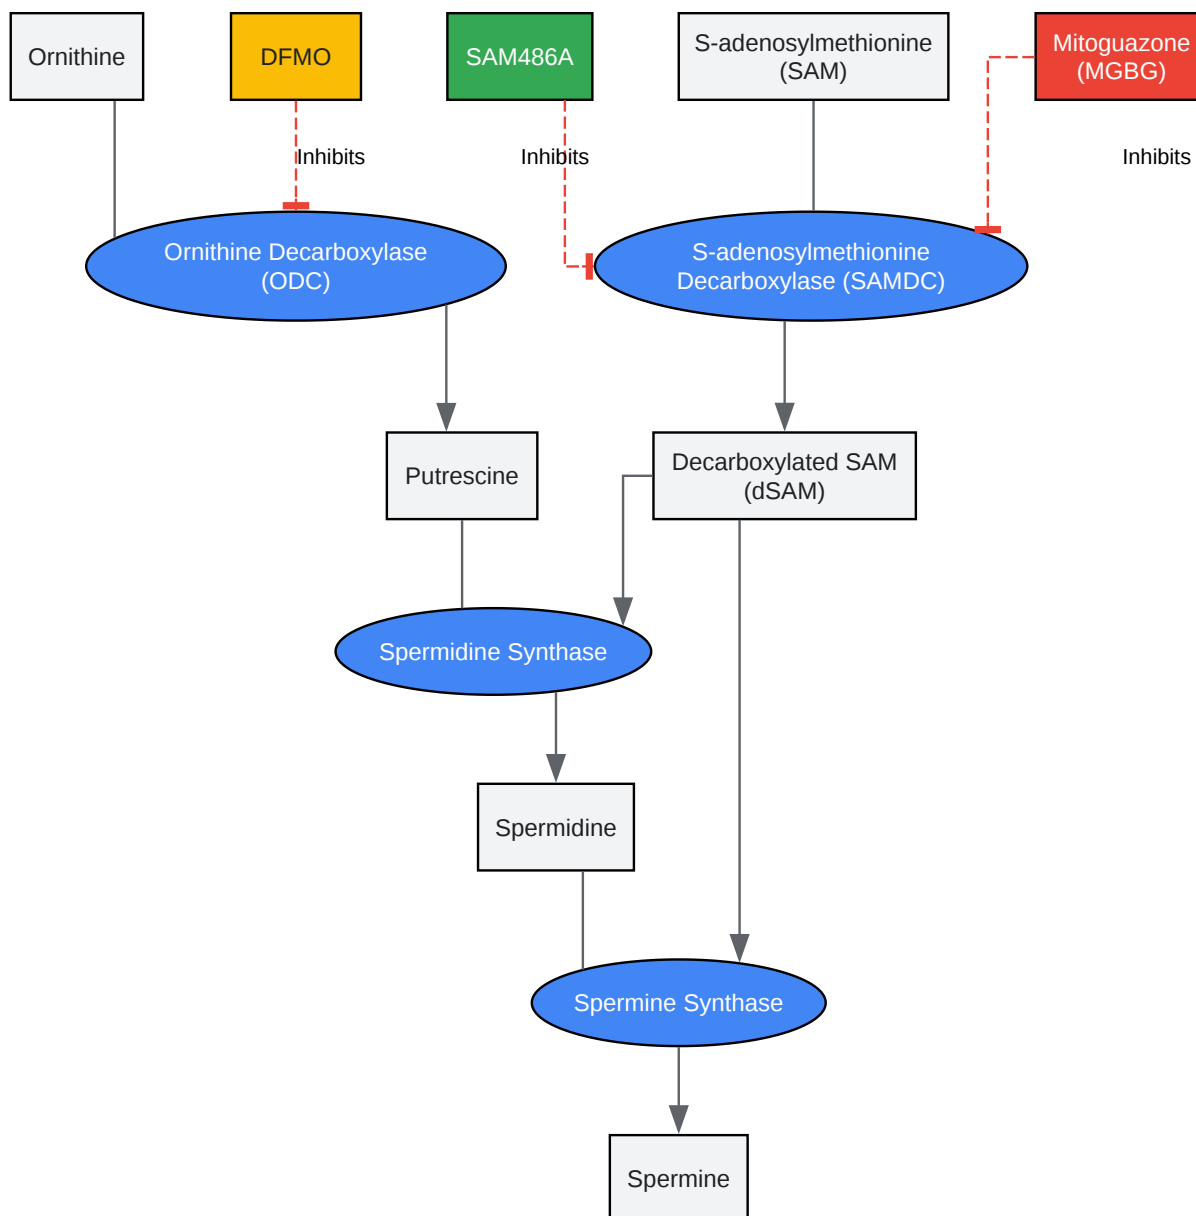 Ornithine
DFMO
SAM486A
S-adenosylmethionine
(SAM)
Mitoguazone
(MGBG)
Inhibits
Inhibits
Inhibits
Ornithine Decarboxylase
(ODC)
S-adenosylmethionine
Decarboxylase (SAMDC)
Putrescine
Decarboxylated SAM
(dSAM)
Spermidine Synthase
Spermidine
Spermine Synthase
Spermine